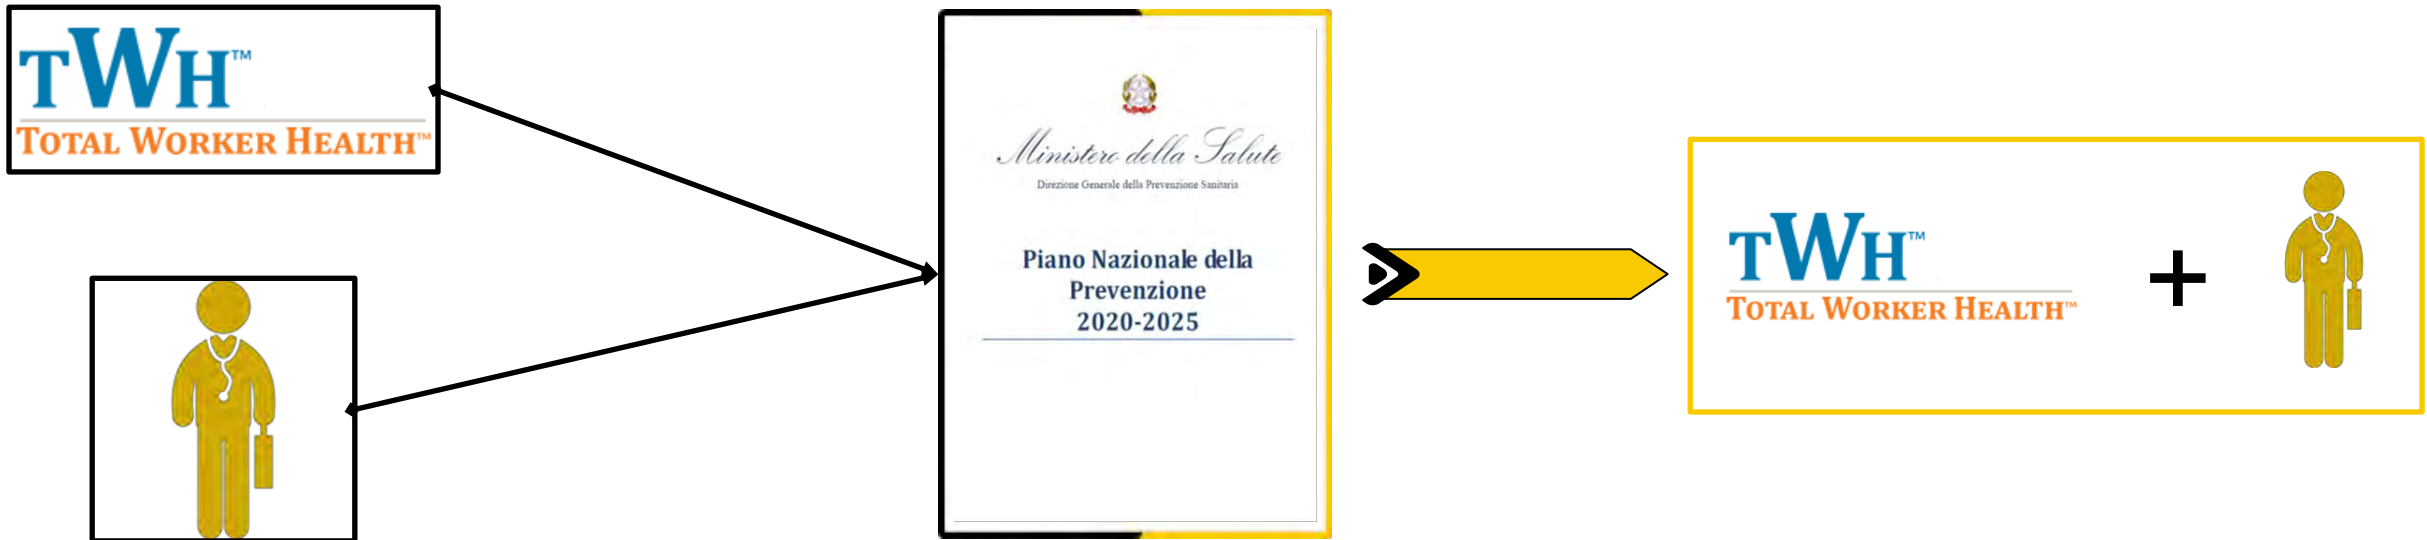 TWH™
TOTAL WORKER HEALTH™
Ministero della Salute
Direzione Generale della Prevenzione Sanitaria
Piano Nazionale della
Prevenzione
2020-2025
TWH™
TOTAL WORKER HEALTH™
+